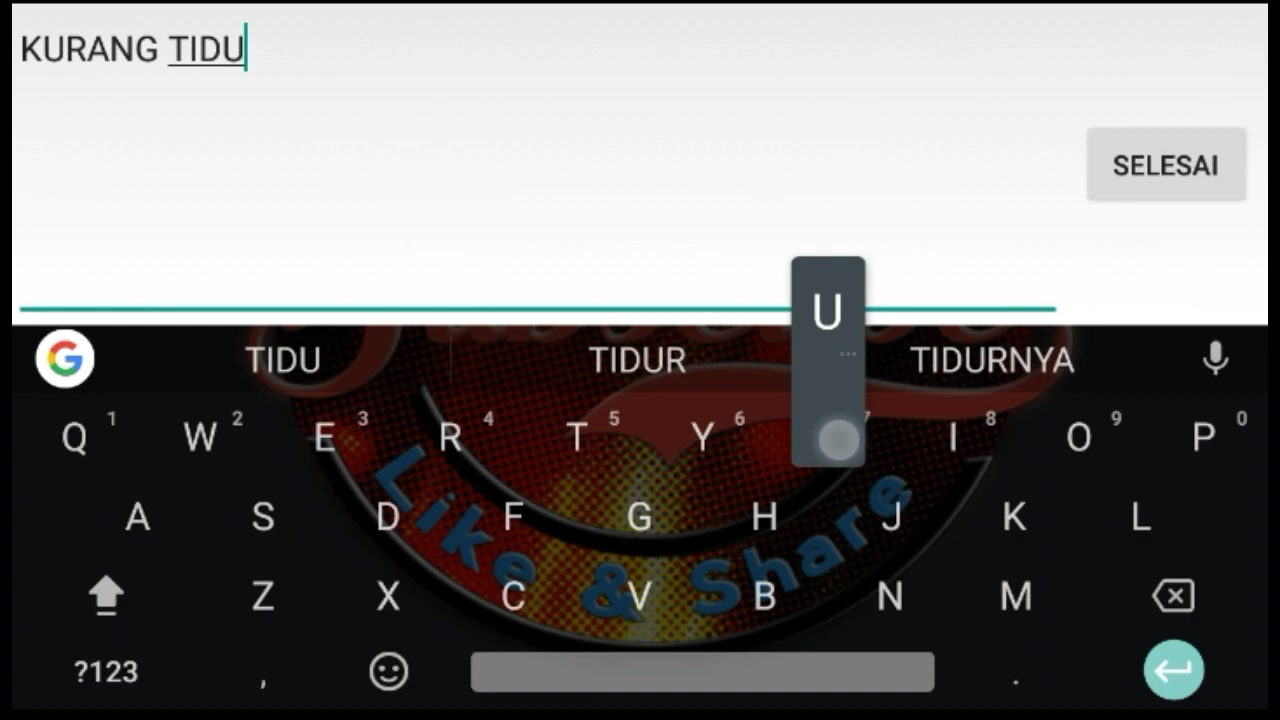 KURANG TIDU
SELESAI
U
TIDU TIDUR TIDURNYA
Q 1 W 2 E 3 R 4 T 5 Y 6 7 I 8 O 9 P 0
A S D F G H J K L
Z X C V B N M
?123 , .
Like & Share